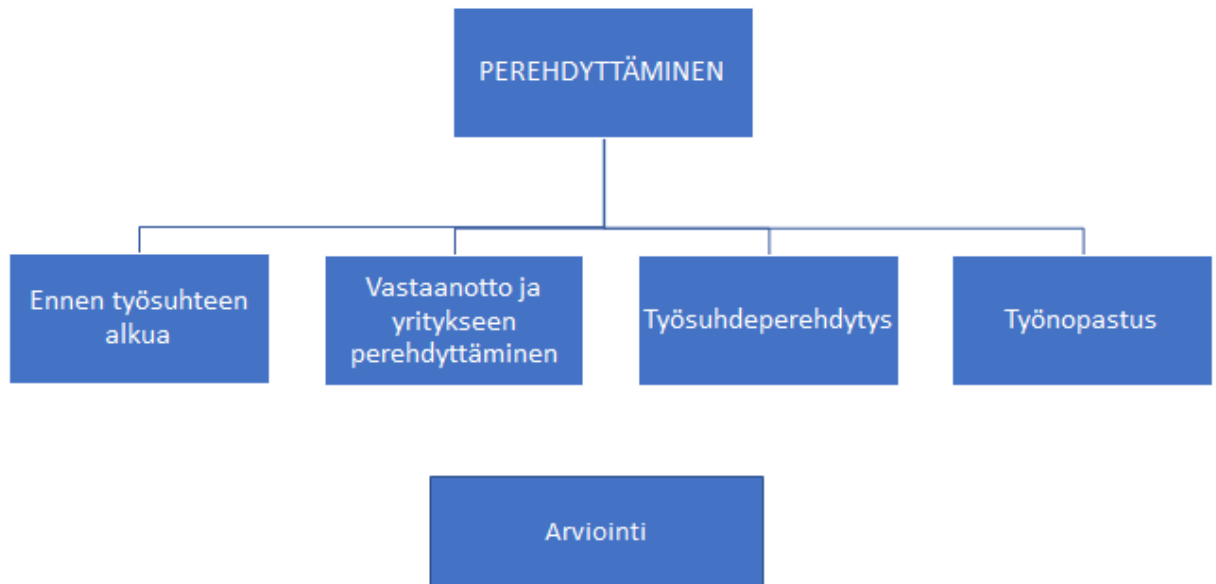 PEREHDYTTÄMINEN
Ennen työsuhteen
alkua
Vastaanotto ja
yritykseen
perehdyttäminen
Työsuhdeperehdytys
Työnopastus
Arviointi